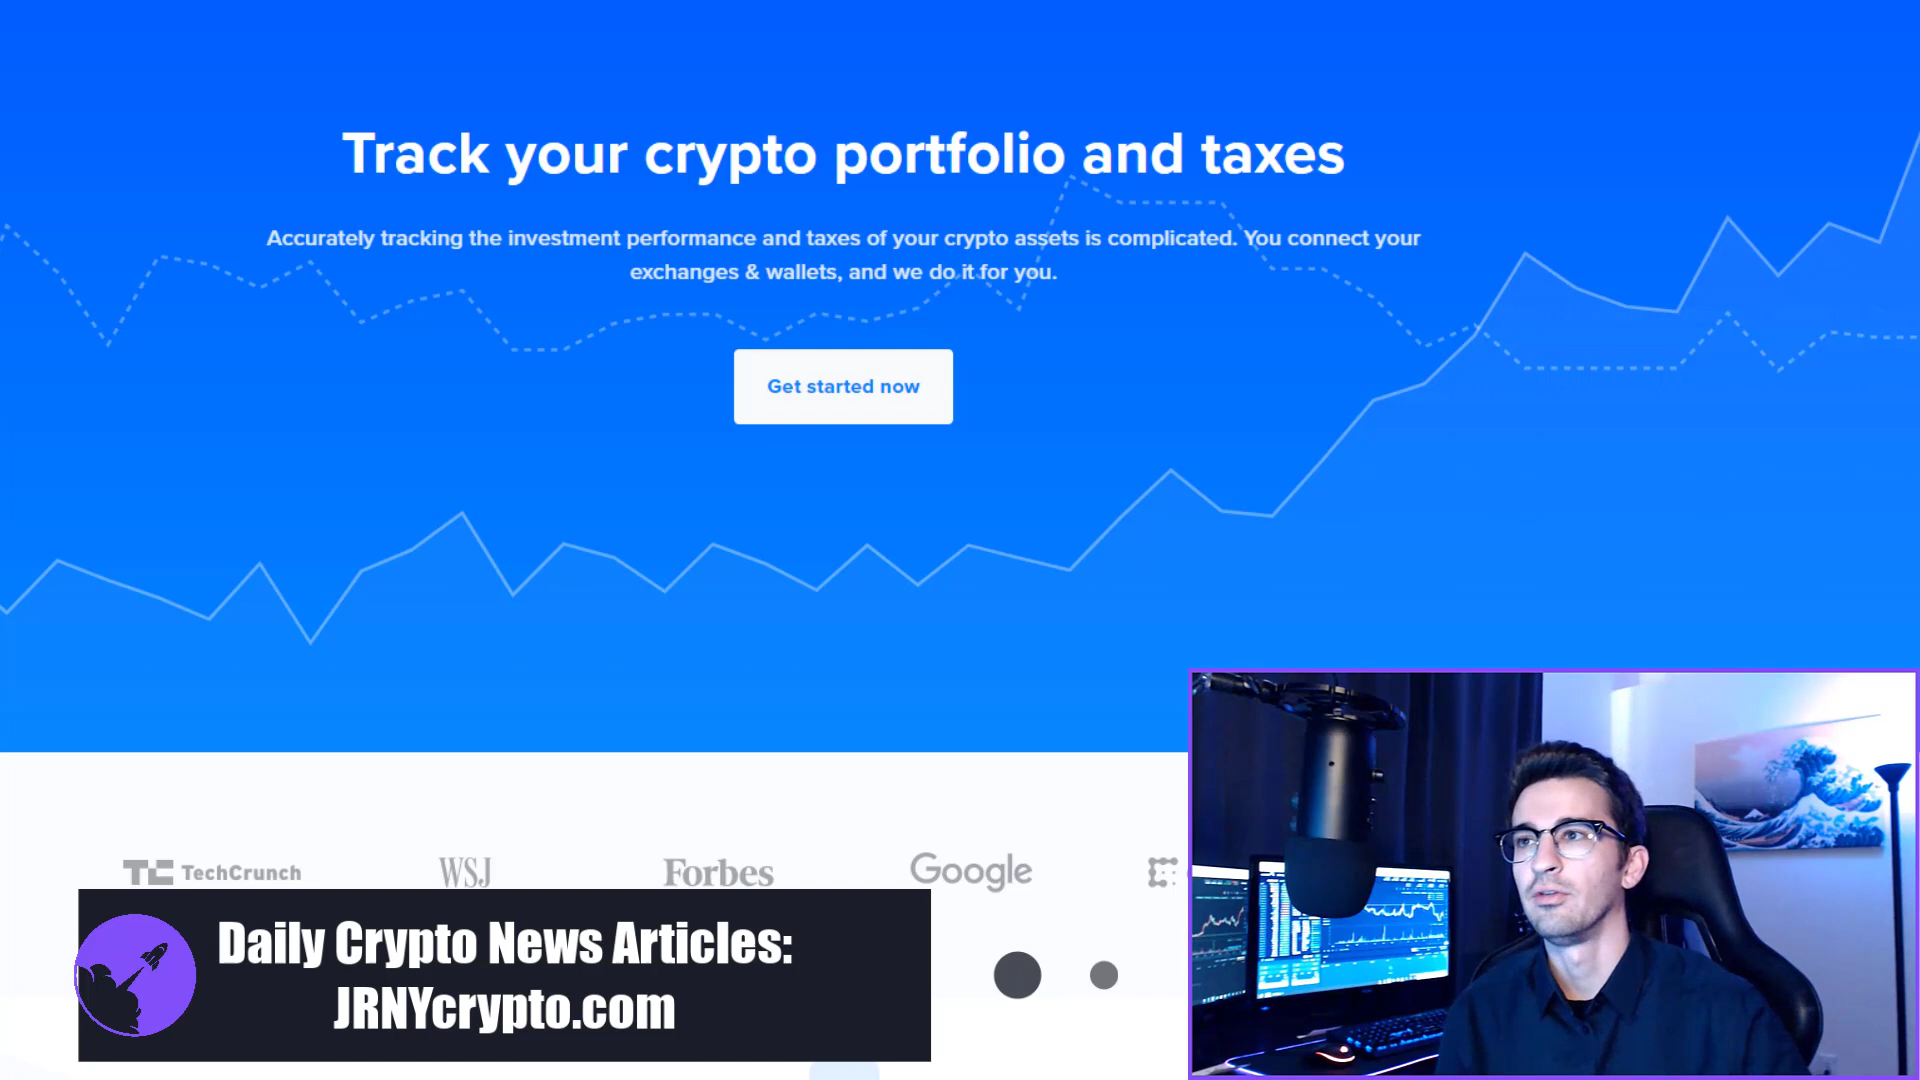 Track your crypto portfolio and taxes
Accurately tracking the investment performance and taxes of your crypto assets is complicated. You connect your
exchanges & wallets, and we do it for you.
Get started now
TechCrunch
WSJ
Forbes
Google
Daily Crypto News Articles:
JRNYcrypto.com